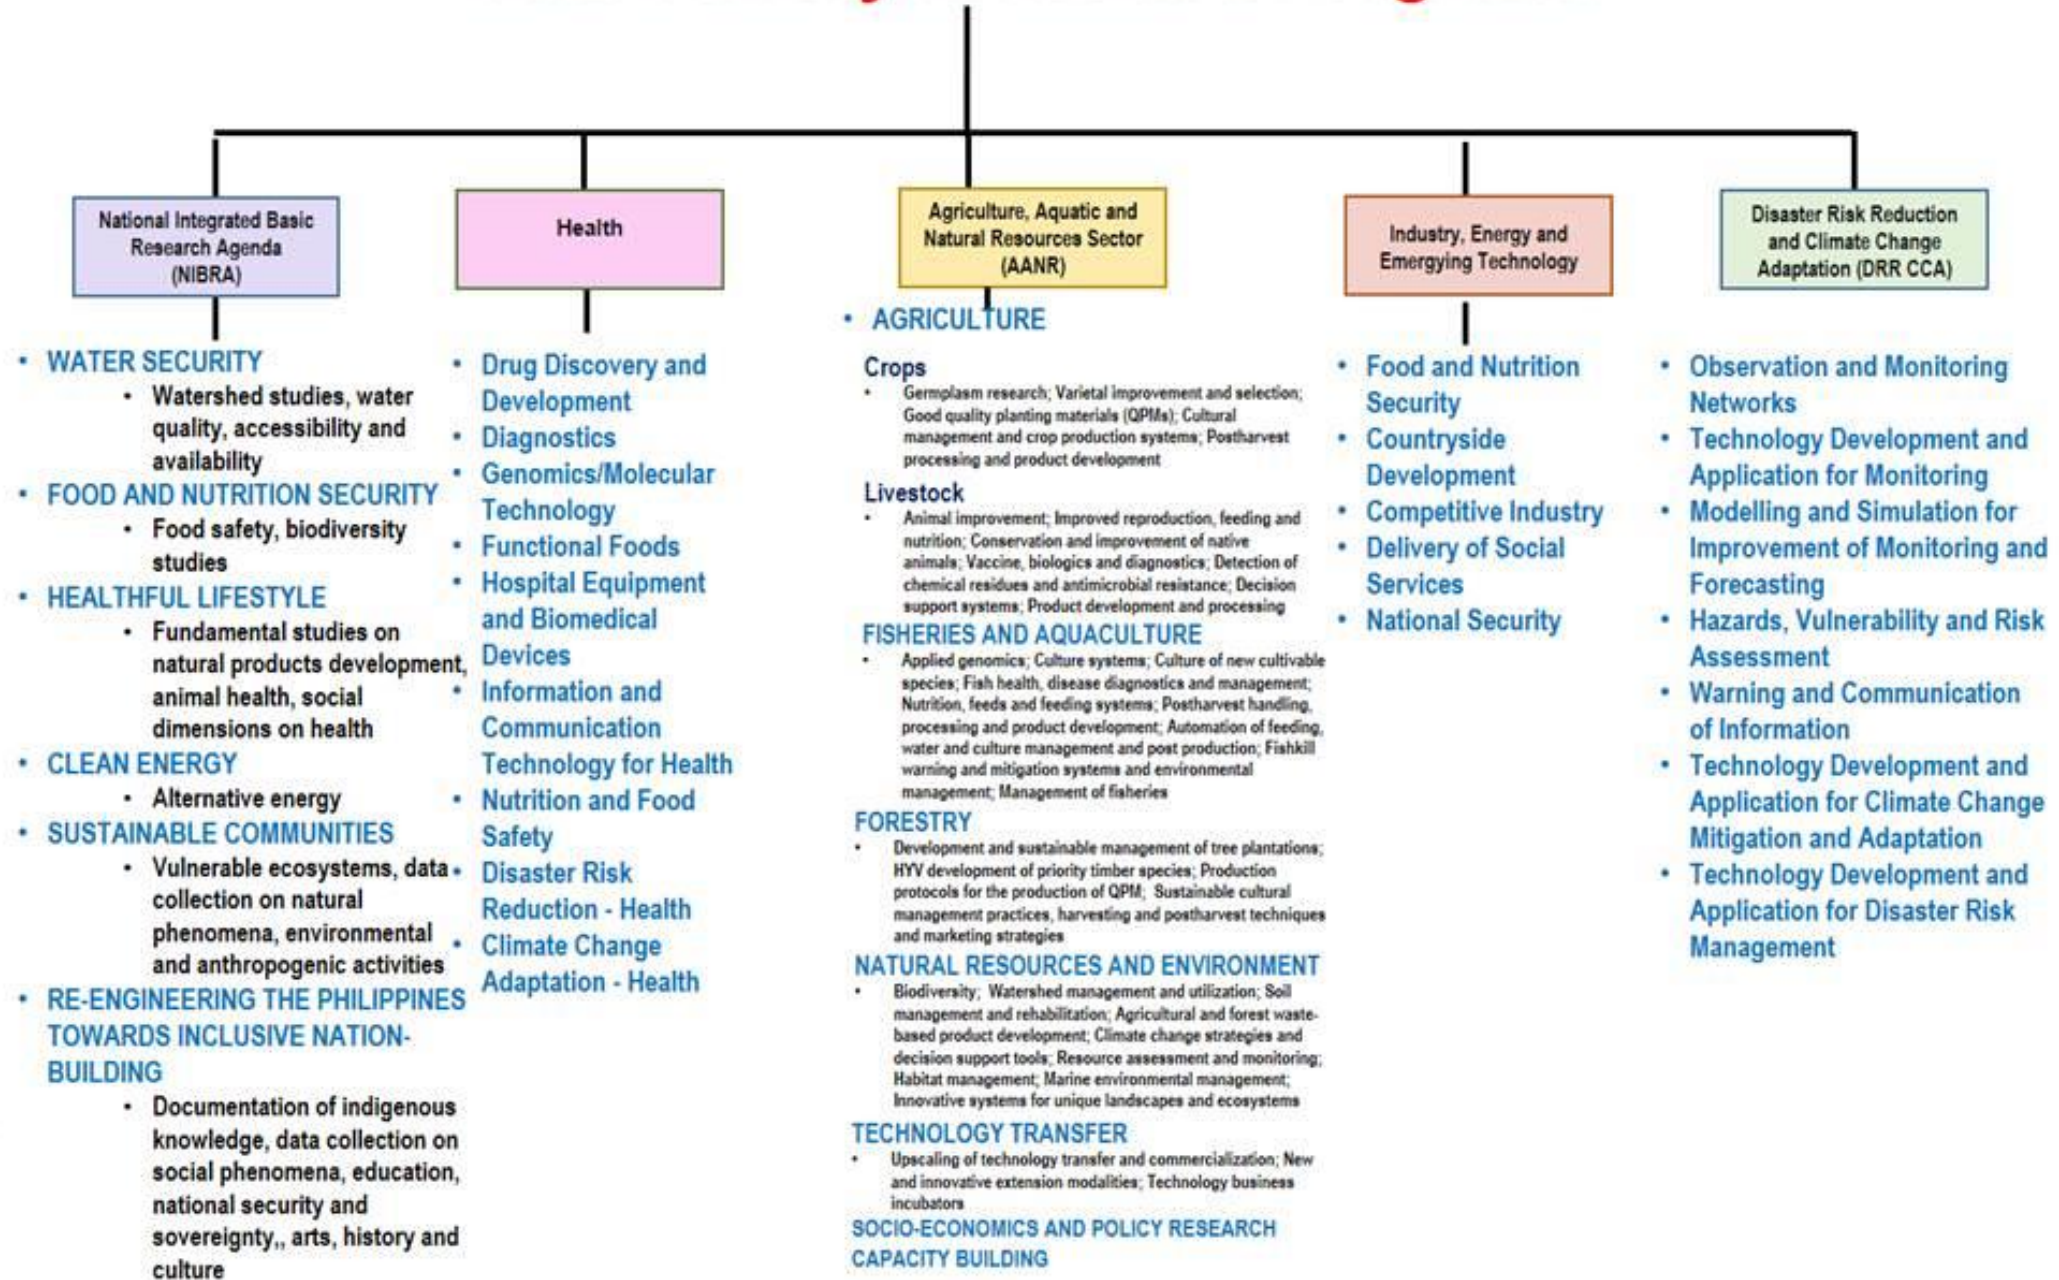 National Integrated Basic
Research Agenda
(NIBRA)
• WATER SECURITY
• Watershed studies, water
quality, accessibility and
availability
• FOOD AND NUTRITION SECURITY
• Food safety, biodiversity
studies
• HEALTHFUL LIFESTYLE
• Fundamental studies on
natural products development,
animal health, social
dimensions on health
• CLEAN ENERGY
• Alternative energy
• SUSTAINABLE COMMUNITIES
• Vulnerable ecosystems, data
collection on natural
phenomena, environmental
and anthropogenic activities
• RE-ENGINEERING THE PHILIPPINES
TOWARDS INCLUSIVE NATION-
BUILDING
• Documentation of indigenous
knowledge, data collection on
social phenomena, education,
national security and
sovereignty,, arts, history and
culture
Health
• Drug Discovery and
Development
• Diagnostics
• Genomics/Molecular
Technology
• Functional Foods
• Hospital Equipment
and Biomedical
Devices
• Information and
Communication
Technology for Health
• Nutrition and Food
Safety
• Disaster Risk
Reduction - Health
• Climate Change
Adaptation - Health
Agriculture, Aquatic and
Natural Resources Sector
(AANR)
• AGRICULTURE
Crops
• Germplasm research; Varietal improvement and selection;
Good quality planting materials (QPMs); Cultural
management and crop production systems; Postharvest
processing and product development
Livestock
• Animal improvement; Improved reproduction, feeding and
nutrition; Conservation and improvement of native
animals; Vaccine, biologics and diagnostics; Detection of
chemical residues and antimicrobial resistance; Decision
support systems; Product development and processing
FISHERIES AND AQUACULTURE
• Applied genomics; Culture systems; Culture of new cultivable
species; Fish health, disease diagnostics and management;
Nutrition, feeds and feeding systems; Postharvest handling,
processing and product development; Automation of feeding,
water and culture management and post production; Fishkill
warning and mitigation systems and environmental
management; Management of fisheries
FORESTRY
• Development and sustainable management of tree plantations;
HYV development of priority timber species; Production
protocols for the production of QPM; Sustainable cultural
management practices, harvesting and postharvest techniques
and marketing strategies
NATURAL RESOURCES AND ENVIRONMENT
• Biodiversity; Watershed management and utilization; Soil
management and rehabilitation; Agricultural and forest waste-
based product development; Climate change strategies and
decision support tools; Resource assessment and monitoring;
Habitat management; Marine environmental management;
Innovative systems for unique landscapes and ecosystems
TECHNOLOGY TRANSFER
• Upscaling of technology transfer and commercialization; New
and innovative extension modalities; Technology business
incubators
SOCIO-ECONOMICS AND POLICY RESEARCH
CAPACITY BUILDING
Industry, Energy and
Emergying Technology
• Food and Nutrition
Security
• Countryside
Development
• Competitive Industry
• Delivery of Social
Services
• National Security
Disaster Risk Reduction
and Climate Change
Adaptation (DRR CCA)
• Observation and Monitoring
Networks
• Technology Development and
Application for Monitoring
• Modelling and Simulation for
Improvement of Monitoring and
Forecasting
• Hazards, Vulnerability and Risk
Assessment
• Warning and Communication
of Information
• Technology Development and
Application for Climate Change
Mitigation and Adaptation
• Technology Development and
Application for Disaster Risk
Management